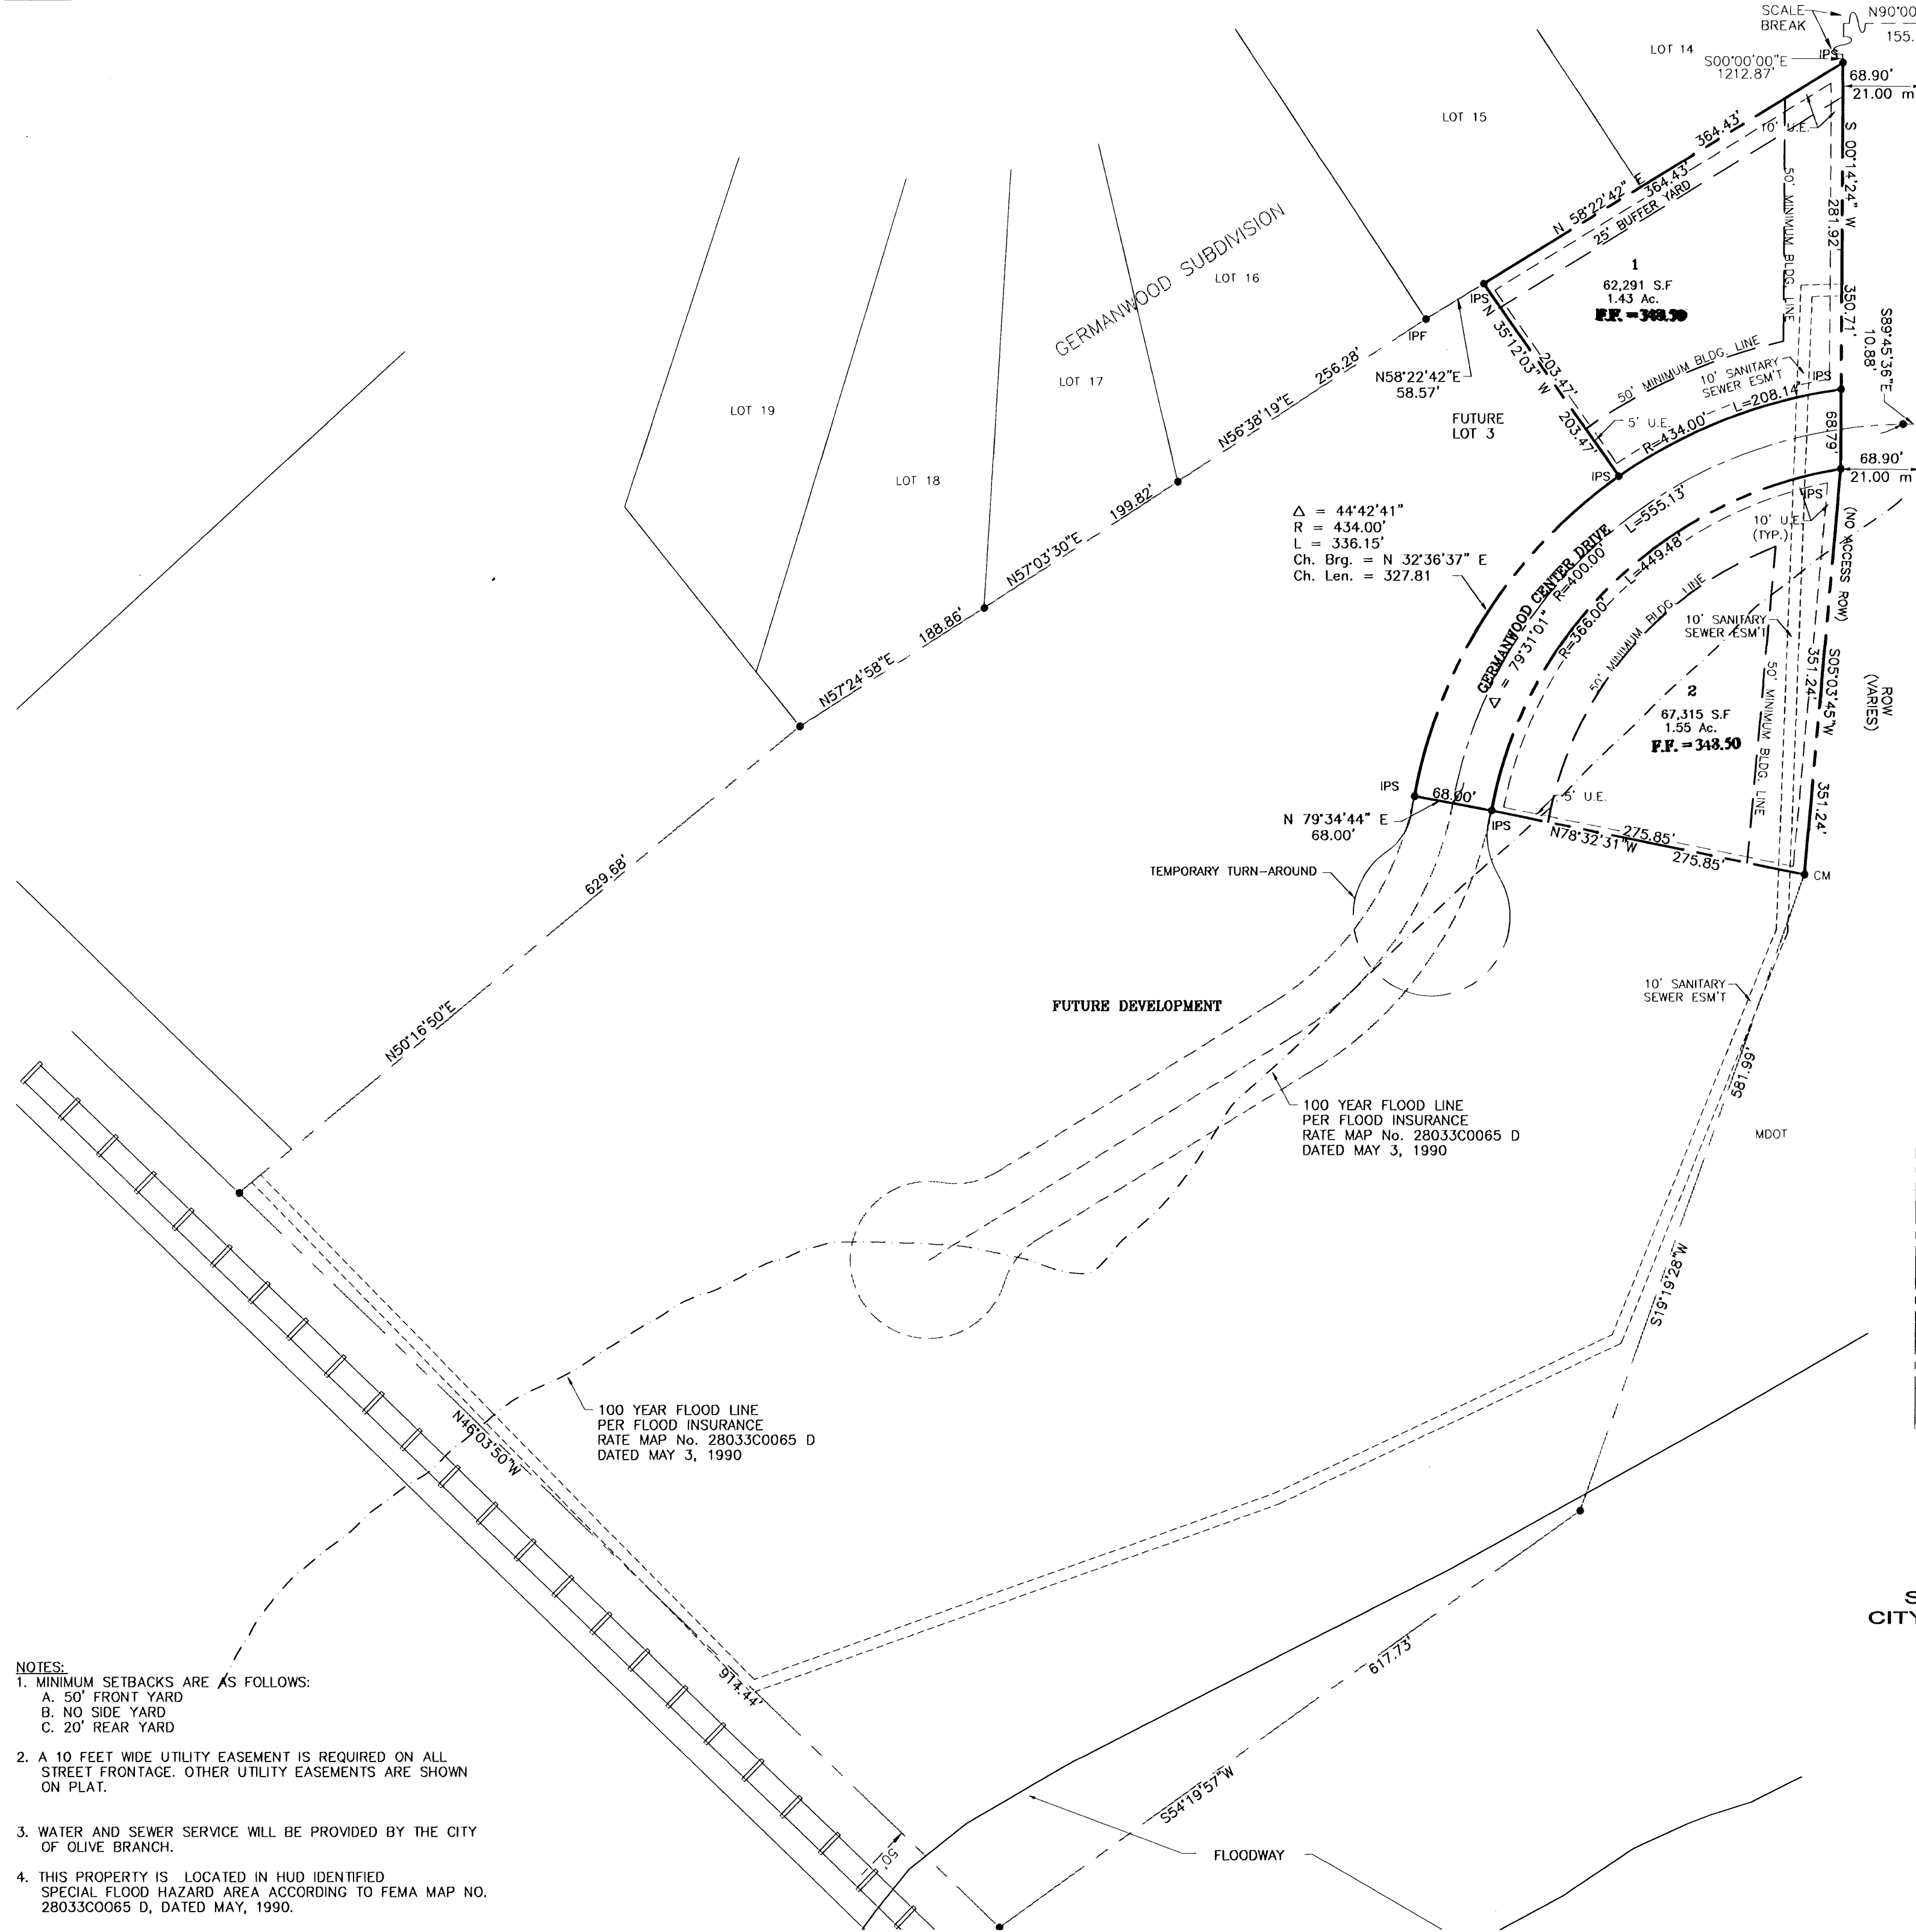 SCALE
BREAK
N90°00
155.
LOT 14
IPS
S00°00'00"E
1212.87'
68.90'
21.00 m
LOT 15
364.43'
10' U.E.
N 58°22'42" E
364.43'
25' BUFFER YARD
50' MINIMUM BLDG. LINE
S 00°14'24" W
281.92'
350.71'
S89°45'36"E
10.88'
GERMANWOOD SUBDIVISION
LOT 16
1
62,291 S.F
1.43 Ac.
IPS
IPF
N 35°12'03" W
203.47'
203.47'
N58°22'42"E
58.57'
FUTURE
LOT 3
50' MINIMUM BLDG. LINE
10' SANITARY
SEWER ESM'T
IPS
5' U.E.
R=434.00'
L=208.14'
68.79'
68.90'
21.00 m
IPS
IPS
LOT 17
256.28'
N56°38'19"E
LOT 19
LOT 18
199.82'
N57°03'30"E
188.86'
N57°24'58"E
Δ = 44°42'41"
R = 434.00'
L = 336.15'
Ch. Brg. = N 32°36'37" E
Ch. Len. = 327.81
GERMANWOOD CENTER DRIVE
Δ = 79°31'01"
R=400.00'
L=555.13'
R=366.00'
L=449.48'
10' U.E.
(TYP.)
(NO ACCESS ROW)
50' MINIMUM BLDG LINE
10' SANITARY
SEWER ESM'T
50' MINIMUM BLDG. LINE
351.24'
S05°03'45"W
351.24'
ROW
(VARIES)
2
67,315 S.F
1.55 Ac.
F.F. = 348.50
IPS
68.00'
N 79°34'44" E
68.00'
IPS
5' U.E.
N78°32'31"W
275.85'
275.85'
CM
TEMPORARY TURN-AROUND
629.68'
N50°16'50"E
FUTURE DEVELOPMENT
10' SANITARY
SEWER ESM'T
581.99'
MDOT
S19°19'28"W
100 YEAR FLOOD LINE
PER FLOOD INSURANCE
RATE MAP No. 28033C0065 D
DATED MAY 3, 1990
100 YEAR FLOOD LINE
PER FLOOD INSURANCE
RATE MAP No. 28033C0065 D
DATED MAY 3, 1990
N46°03'50"W
914.44'
617.73'
S54°19'57"W
50'
FLOODWAY
S
CITY
NOTES:
1. MINIMUM SETBACKS ARE AS FOLLOWS:
A. 50' FRONT YARD
B. NO SIDE YARD
C. 20' REAR YARD
2. A 10 FEET WIDE UTILITY EASEMENT IS REQUIRED ON ALL
STREET FRONTAGE. OTHER UTILITY EASEMENTS ARE SHOWN
ON PLAT.
3. WATER AND SEWER SERVICE WILL BE PROVIDED BY THE CITY
OF OLIVE BRANCH.
4. THIS PROPERTY IS LOCATED IN HUD IDENTIFIED
SPECIAL FLOOD HAZARD AREA ACCORDING TO FEMA MAP NO.
28033C0065 D, DATED MAY, 1990.